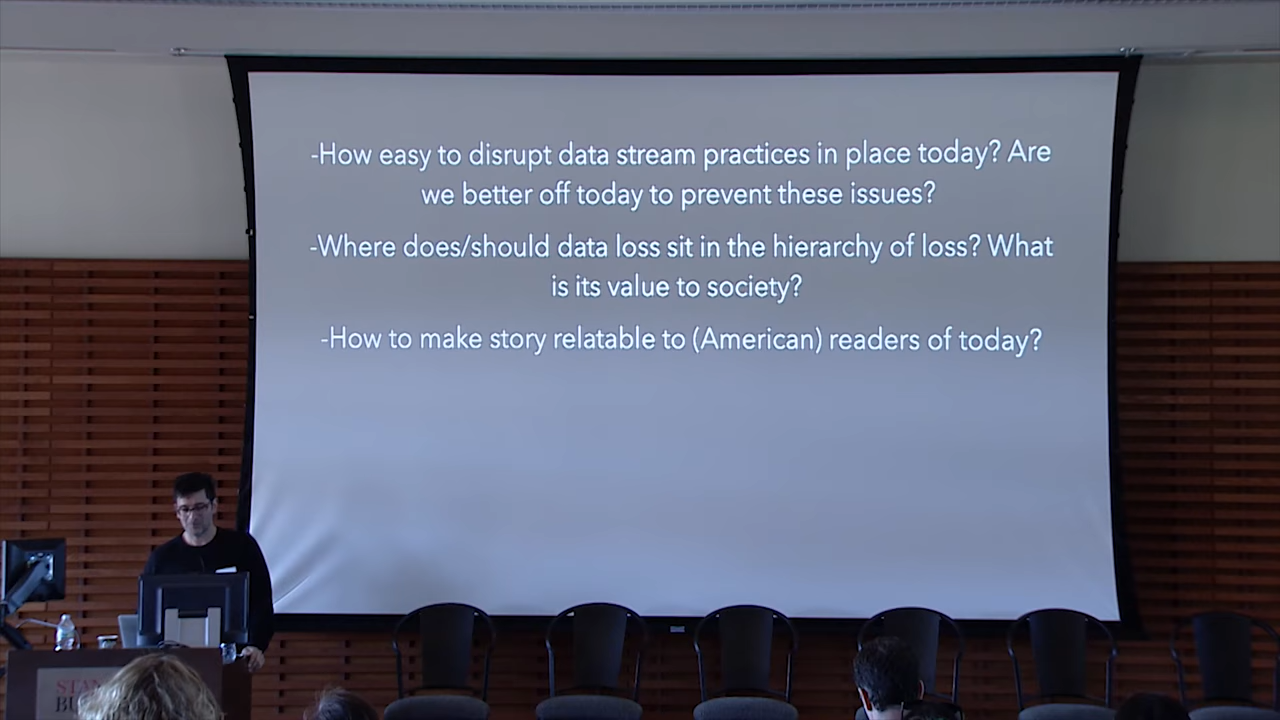 -How easy to disrupt data stream practices in place today? Are
we better off today to prevent these issues?
-Where does/should data loss sit in the hierarchy of loss? What
is its value to society?
-How to make story relatable to (American) readers of today?